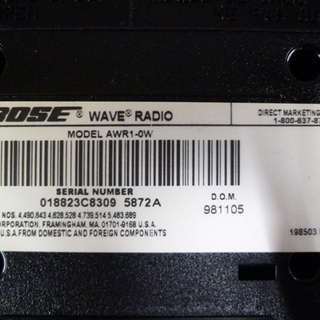 OPEN
BOSE® WAVE® RADIO
DIRECT MARKETING
1-800-637-8
MODEL AWR1-0W
SERIAL NUMBER
018823C8309 5872A
D.O.M.
981105
NOS. 4,490,843 4,628,528 4,739,514 5,483,689
CORPORATION, FRAMINGHAM, MA. 01701-9168 U.S.A.
U.S.A. FROM DOMESTIC AND FOREIGN COMPONENTS
198503